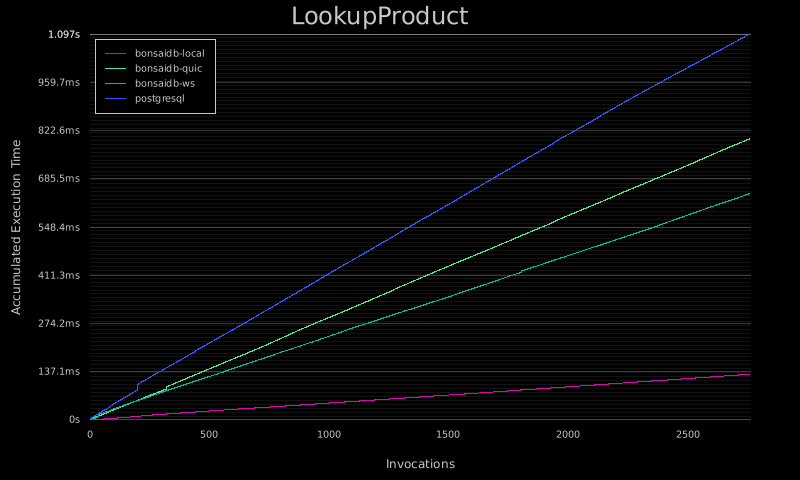 LookupProduct
1.097s
959.7ms
822.6ms
685.5ms
548.4ms
411.3ms
274.2ms
137.1ms
0s
Accumulated Execution Time
bonsaidb-local
bonsaidb-quic
bonsaidb-ws
postgresql
0 500 1000 1500 2000 2500
Invocations